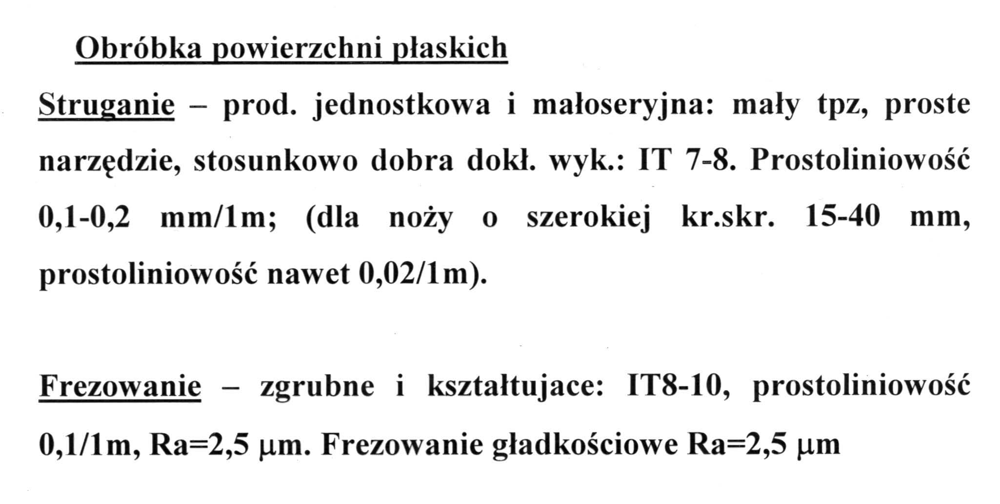 Obróbka powierzchni płaskich
Struganie – prod. jednostkowa i małoseryjna: mały tpz, proste
narzędzie, stosunkowo dobra dokł. wyk.: IT 7-8. Prostoliniowość
0,1-0,2 mm/1m; (dla noży o szerokiej kr.skr. 15-40 mm,
prostoliniowość nawet 0,02/1m).
Frezowanie – zgrubne i kształtujace: IT8-10, prostoliniowość
0,1/1m, Ra=2,5 μm. Frezowanie gładkościowe Ra=2,5 μm